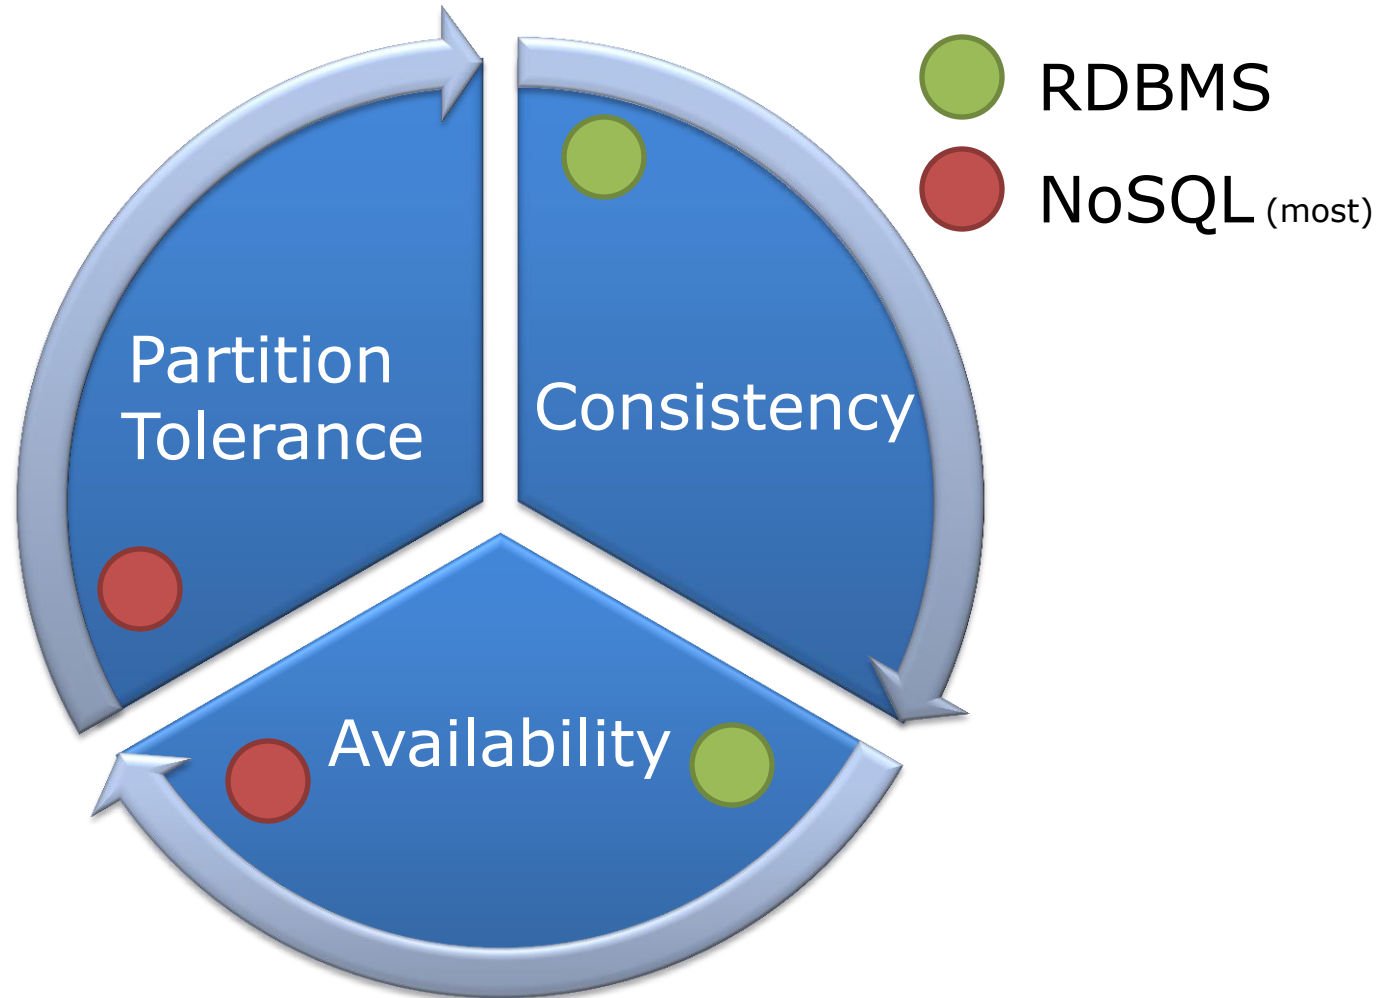 RDBMS
NoSQL (most)
Partition
Tolerance
Consistency
Availability